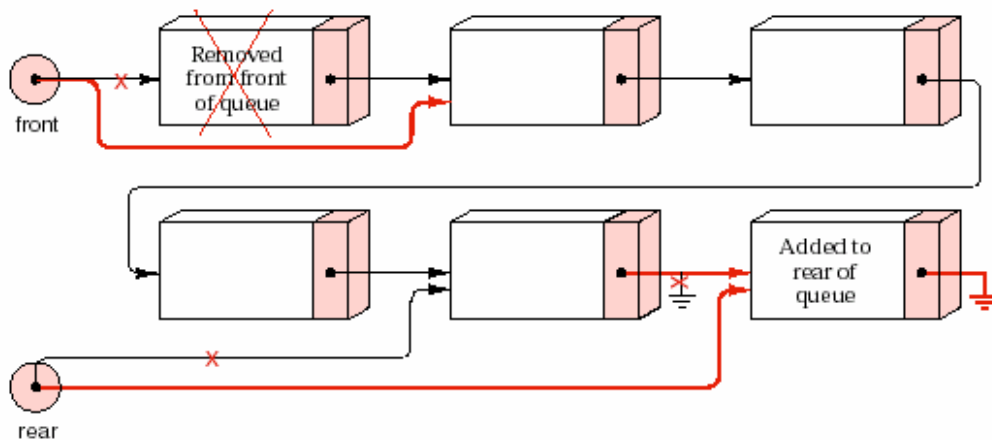 Removed
from front
of queue
front
Added to
rear of
queue
rear